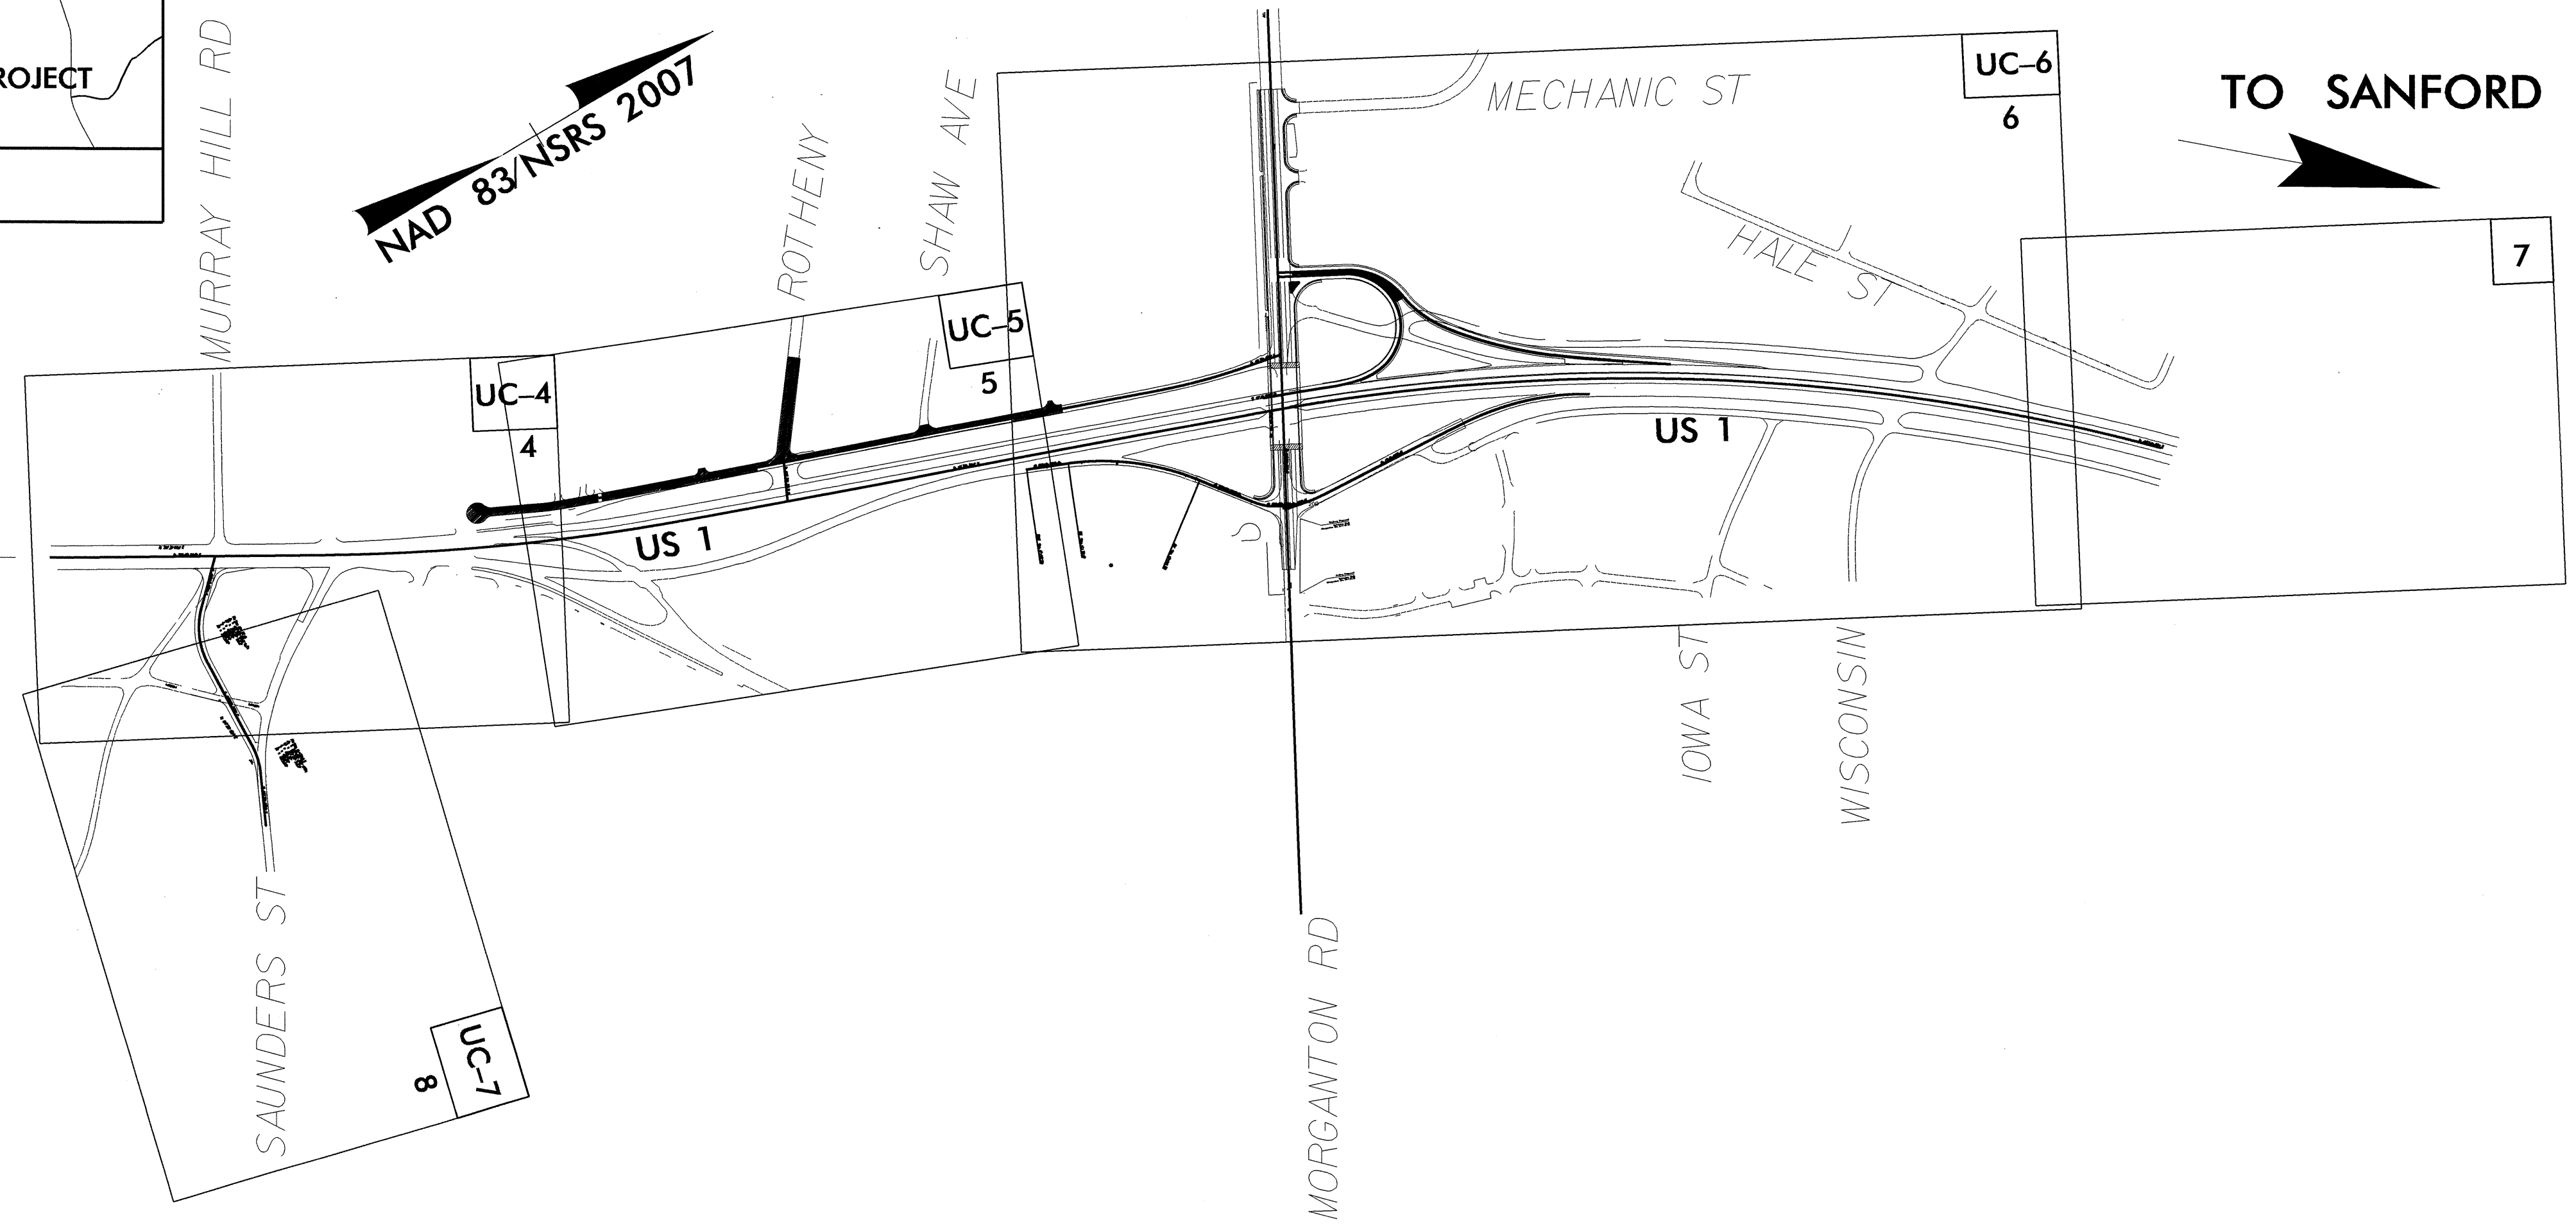 ROJECT
MURRAY HILL RD
NAD 83/NSRS 2007
ROTHENY
SHAW AVE
MECHANIC ST
UC-6
6
TO SANFORD
HALE ST
7
UC-4
4
UC-5
5
US 1
US 1
IOWA ST
WISCONSIN
SAUNDERS ST
UC-7
8
MORGANTON RD